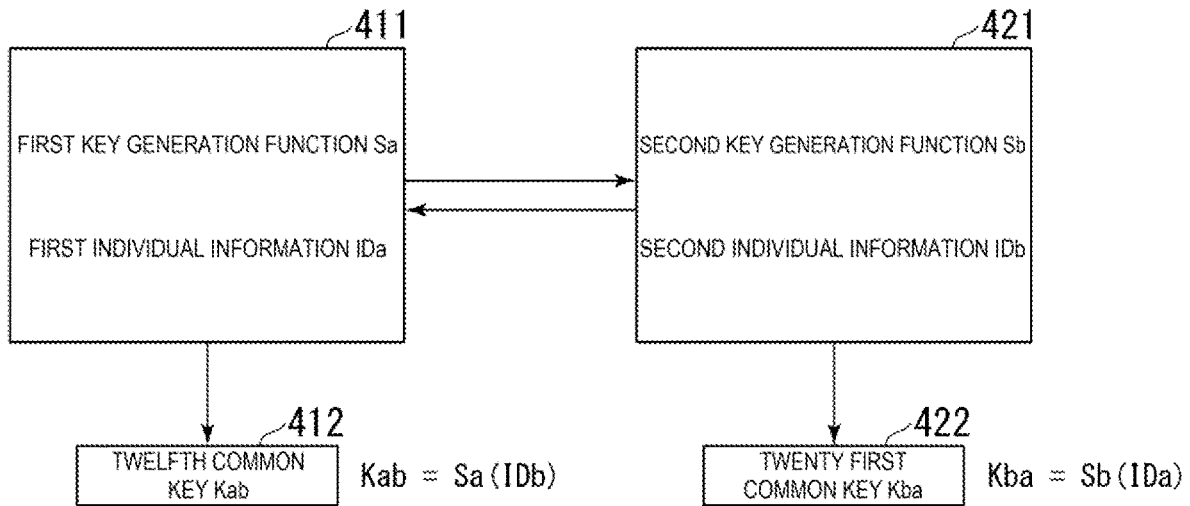 411
421
FIRST KEY GENERATION FUNCTION Sa
SECOND KEY GENERATION FUNCTION Sb
FIRST INDIVIDUAL INFORMATION IDa
SECOND INDIVIDUAL INFORMATION IDb
412
422
TWELFTH COMMON
KEY Kab
Kab = Sa(IDb)
TWENTY FIRST
COMMON KEY Kba
Kba = Sb(IDa)